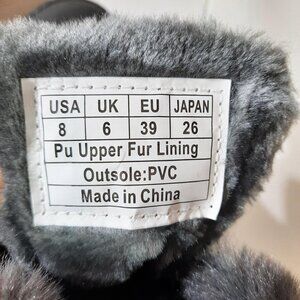 USA UK EU JAPAN
8 6 39 26
Pu Upper Fur Lining
Outsole:PVC
Made in China